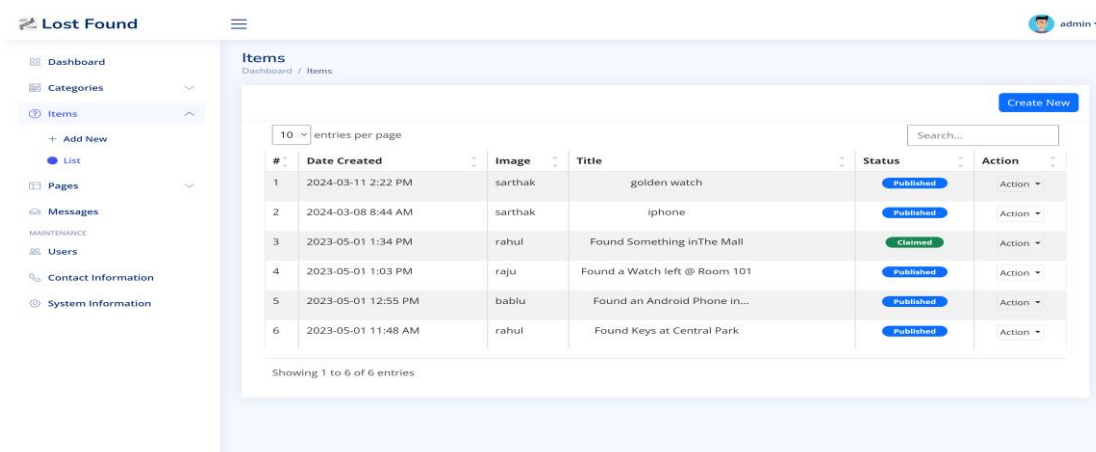 Lost Found
admin
Dashboard
Categories
Items
+ Add New
List
Pages
Messages
MAINTENANCE
Users
Contact Information
System Information
Items
Dashboard / Items
Create New
10 entries per page
Search...
# Date Created Image Title Status Action
1 2024-03-11 2:22 PM sarthak golden watch Published Action
2 2024-03-08 8:44 AM sarthak iphone Published Action
3 2023-05-01 1:34 PM rahul Found Something inThe Mall Claimed Action
4 2023-05-01 1:03 PM raju Found a Watch left @ Room 101 Published Action
5 2023-05-01 12:55 PM bablu Found an Android Phone in... Published Action
6 2023-05-01 11:48 AM rahul Found Keys at Central Park Published Action
Showing 1 to 6 of 6 entries